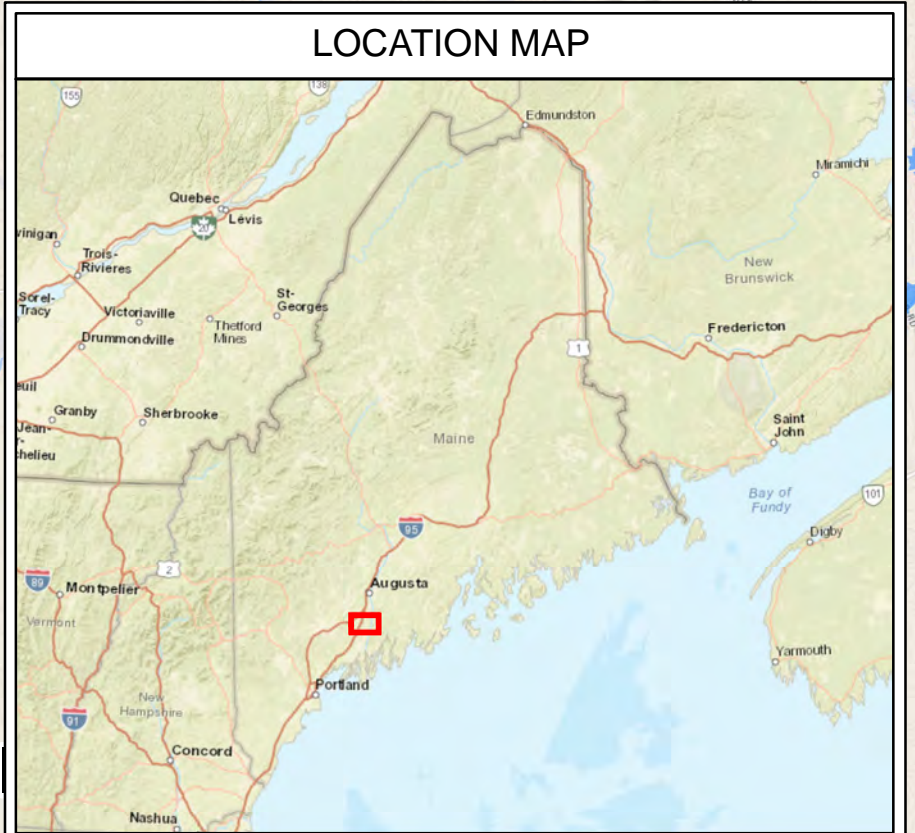 LOCATION MAP
155
138
Edmundston
Miramichi
Quebec
Lévis
20
vinigan
Trois-
Rivieres
New
Brunswick
Sorel-
Tracy
Victoriaville
St-
Georges
Thetford
Mines
Drummondville
Fredericton
1
euil
Granby
Sherbrooke
Saint
John
Jean-
r-
chelieu
Maine
Bay of
Fundy
101
95
Digby
2
89
Montpelier
Augusta
Vermont
Yarmouth
Portland
New
Hampshire
91
Concord
Nashua